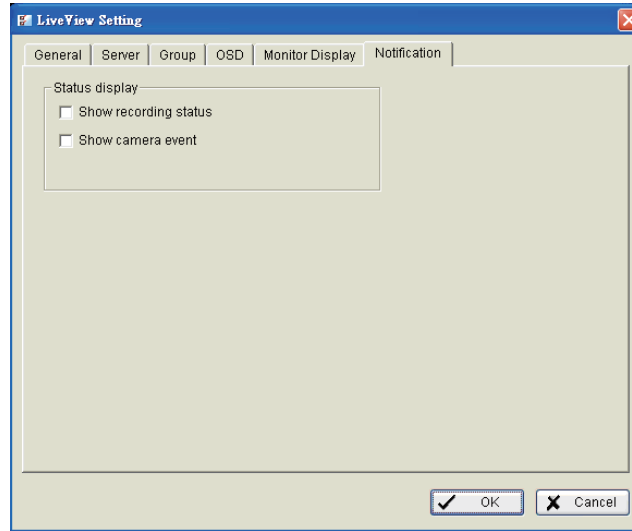 LiveView Setting
General Server Group OSD Monitor Display Notification
Status display
Show recording status
Show camera event
OK Cancel